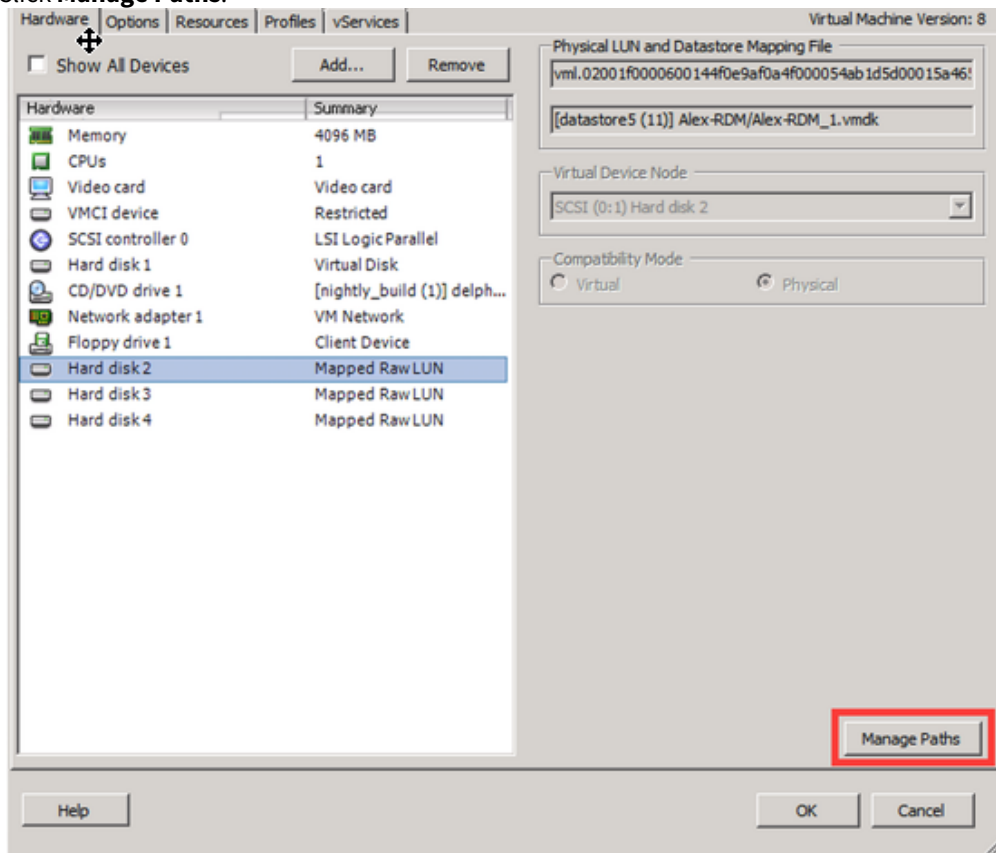 Click Manage Paths.
Hardware Options Resources Profiles vServices Virtual Machine Version: 8
Show All Devices Add... Remove
Physical LUN and Datastore Mapping File
vml.02001f0000600144f0e9af0a4f000054ab1d5d00015a465
[datastore5 (11)] Alex-RDM/Alex-RDM_1.vmdk
Hardware Summary
Memory 4096 MB
CPUs 1
Video card Video card
VMCI device Restricted
SCSI controller 0 LSI Logic Parallel
Hard disk 1 Virtual Disk
CD/DVD drive 1 [nightly_build (1)] delph...
Network adapter 1 VM Network
Floppy drive 1 Client Device
Hard disk 2 Mapped Raw LUN
Hard disk 3 Mapped Raw LUN
Hard disk 4 Mapped Raw LUN
Virtual Device Node
SCSI (0:1) Hard disk 2
Compatibility Mode
Virtual Physical
Manage Paths
Help OK Cancel